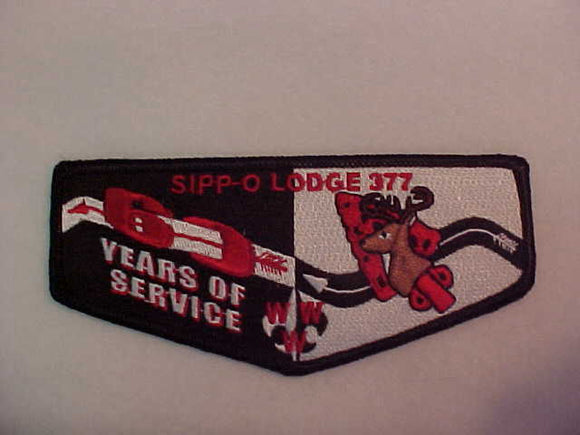 SIPP-O LODGE 377
60
YEARS OF
SERVICE
W W
W